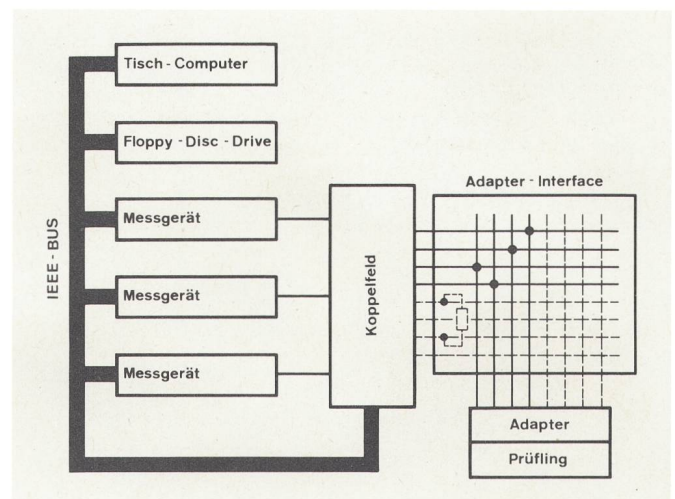 Tisch - Computer
Floppy - Disc - Drive
Adapter - Interface
Messgerät
IEEE - BUS
Messgerät
Koppelfeld
Messgerät
Adapter
Prüfling